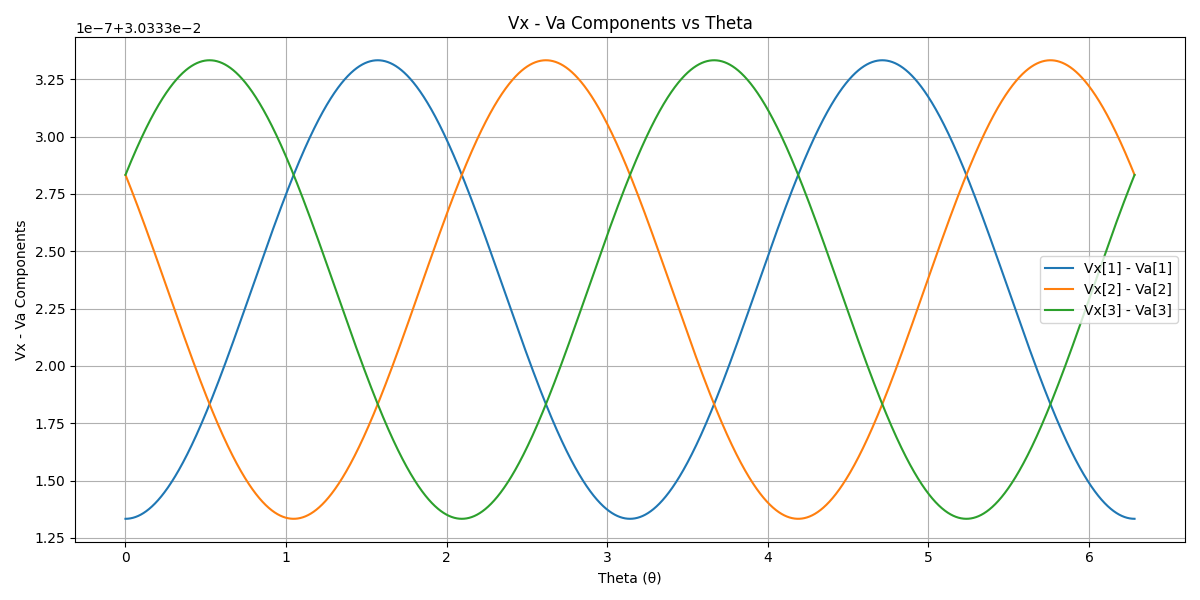 Vx - Va Components vs Theta
1e−7+3.0333e−2
3.25
3.00
2.75
2.50
2.25
2.00
1.75
1.50
1.25
Vx - Va Components
Vx[1] - Va[1]
Vx[2] - Va[2]
Vx[3] - Va[3]
0 1 2 3 4 5 6
Theta (θ)